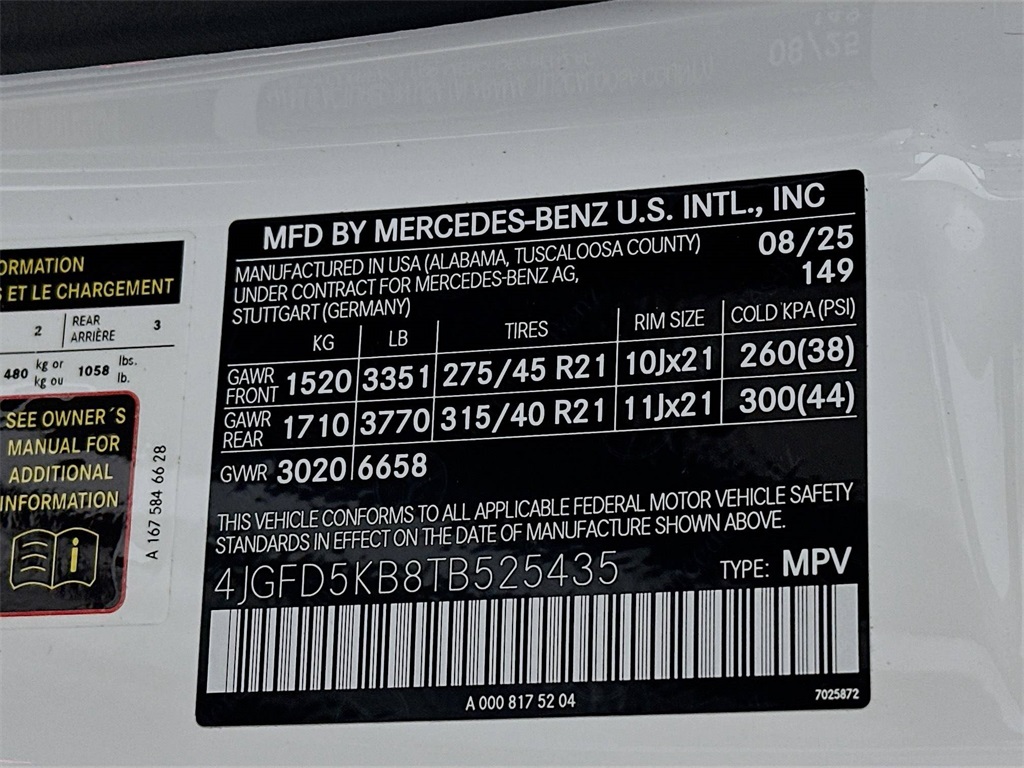 ORMATION
S ET LE CHARGEMENT
2 REAR ARRIÈRE 3
480 kg or kg ou 1058 lbs. lb.
SEE OWNER´S
MANUAL FOR
ADDITIONAL
INFORMATION
A 167 584 66 28
MFD BY MERCEDES-BENZ U.S. INTL., INC
MANUFACTURED IN USA (ALABAMA, TUSCALOOSA COUNTY) 08/25
UNDER CONTRACT FOR MERCEDES-BENZ AG, 149
STUTTGART (GERMANY)
KG LB TIRES RIM SIZE COLD KPA (PSI)
GAWR FRONT 1520 3351 275/45 R21 10Jx21 260(38)
GAWR REAR 1710 3770 315/40 R21 11Jx21 300(44)
GVWR 3020 6658
THIS VEHICLE CONFORMS TO ALL APPLICABLE FEDERAL MOTOR VEHICLE SAFETY
STANDARDS IN EFFECT ON THE DATE OF MANUFACTURE SHOWN ABOVE.
4JGFD5KB8TB525435 TYPE: MPV
A 000 817 52 04 7025872